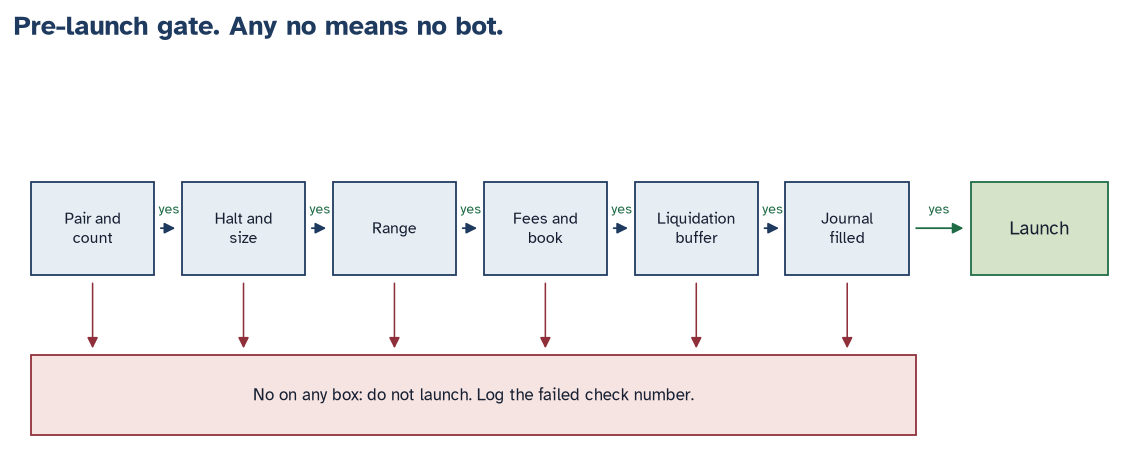 Pre-launch gate. Any no means no bot.
Pair and
count
yes
Halt and
size
yes
Range
yes
Fees and
book
yes
Liquidation
buffer
yes
Journal
filled
yes
Launch
No on any box: do not launch. Log the failed check number.